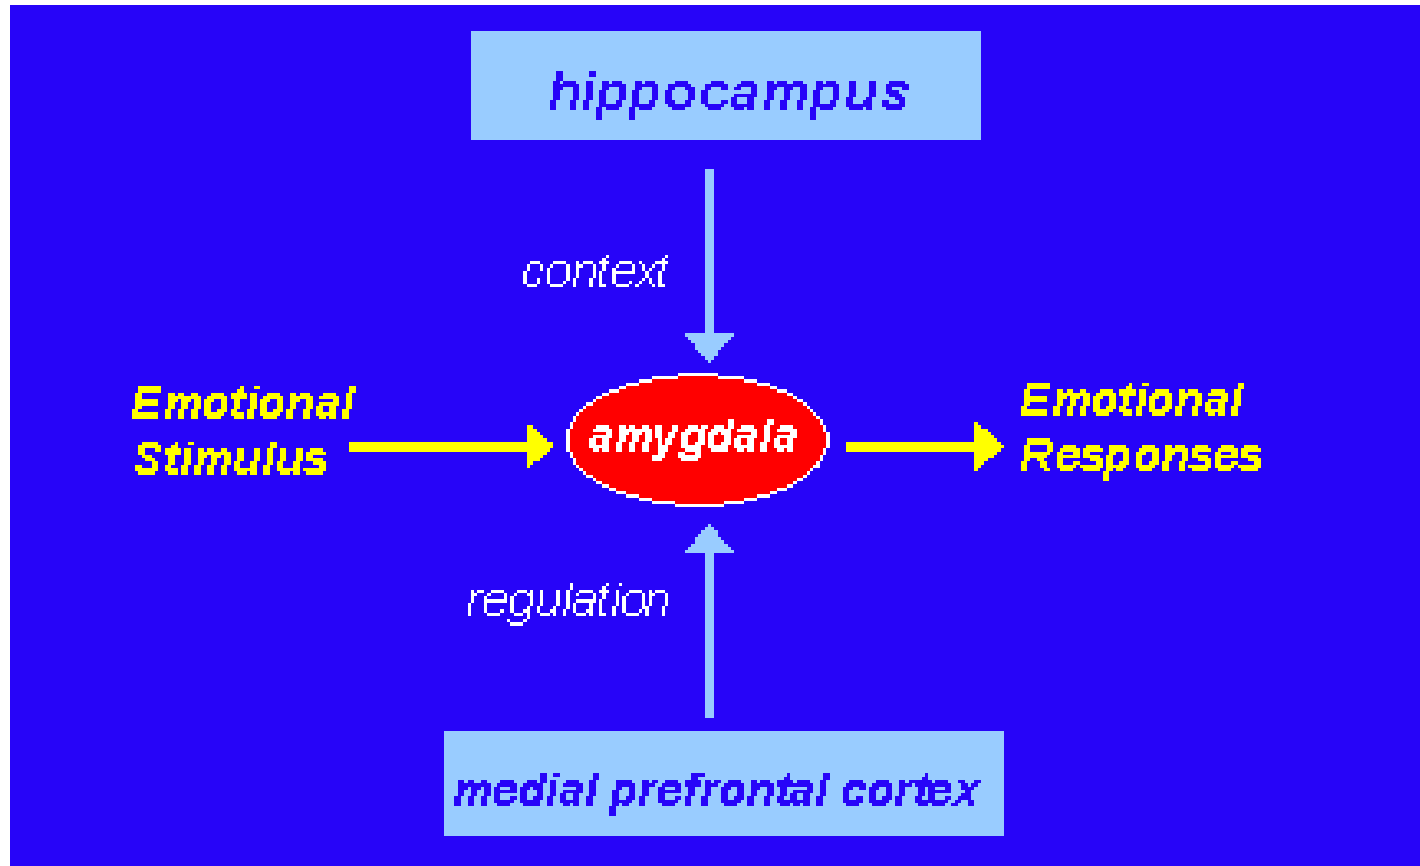 hippocampus
context
Emotional
Stimulus
amygdala
Emotional
Responses
regulation
medial prefrontal cortex